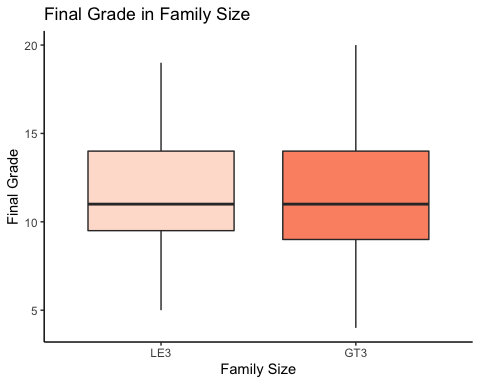 Final Grade in Family Size
Final Grade
20
15
10
5
LE3 GT3
Family Size